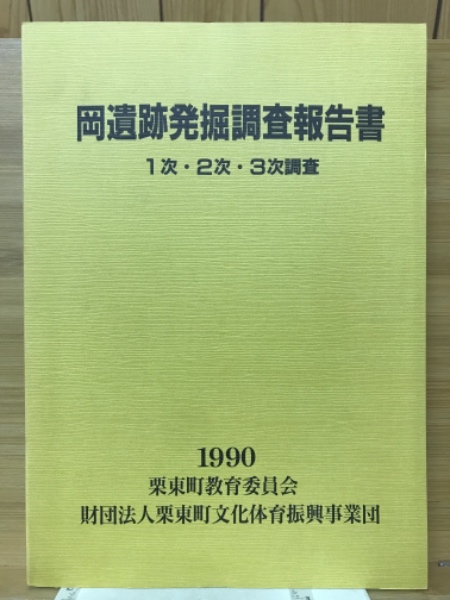 岡遺跡発掘調査報告書
1次・2次・3次調査
1990
栗東町教育委員会
財団法人栗東町文化体育振興事業団